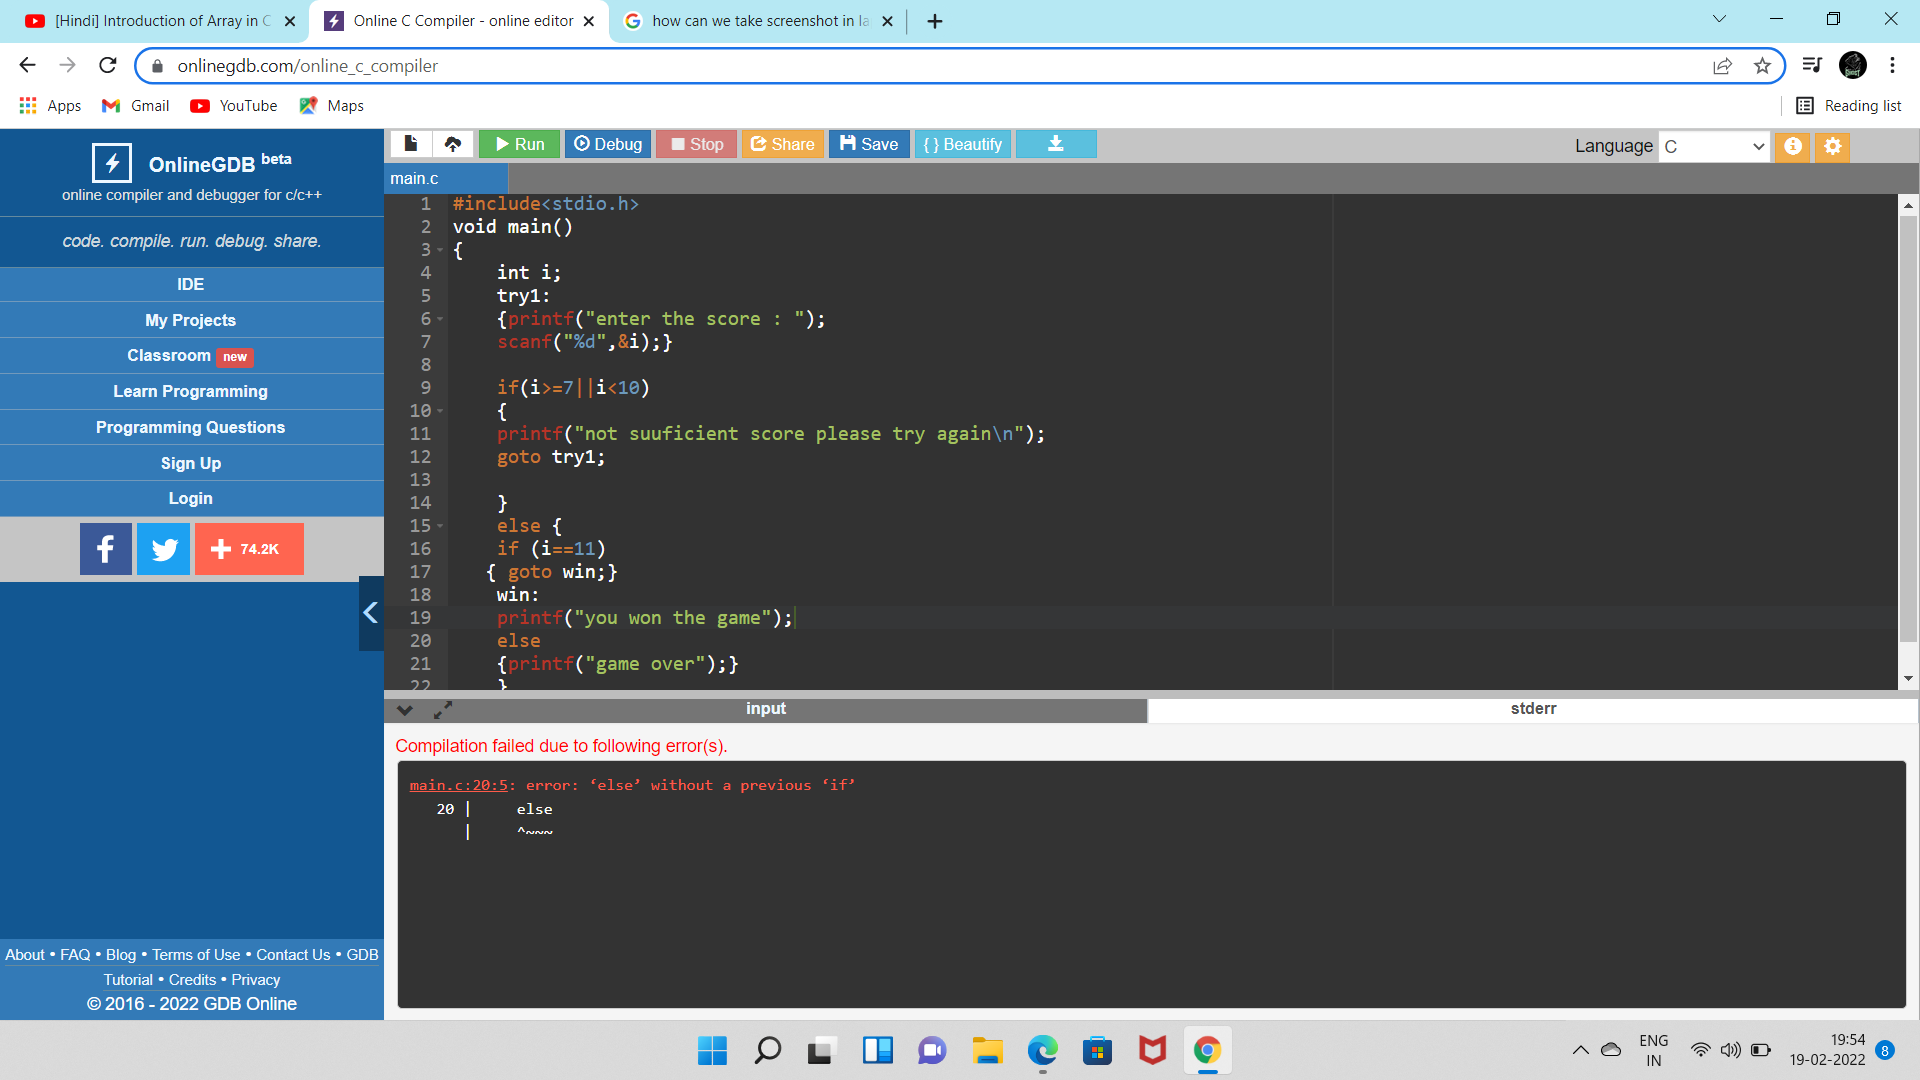 [Hindi] Introduction of Array in C
Online C Compiler - online editor
how can we take screenshot in la
onlinegdb.com/online_c_compiler
Apps Gmail YouTube Maps Reading list
OnlineGDB beta
online compiler and debugger for c/c++
code. compile. run. debug. share.
IDE
My Projects
Classroom new
Learn Programming
Programming Questions
Sign Up
Login
74.2K
About • FAQ • Blog • Terms of Use • Contact Us • GDB
Tutorial • Credits • Privacy
© 2016 - 2022 GDB Online
Run Debug Stop Share Save { } Beautify Language C
main.c
1 #include<stdio.h>
2 void main()
3 {
4 int i;
5 try1:
6 {printf("enter the score : ");
7 scanf("%d",&i);}
8
9 if(i>=7||i<10)
10 {
11 printf("not suuficient score please try again\n");
12 goto try1;
13
14 }
15 else {
16 if (i==11)
17 { goto win;}
18 win:
19 printf("you won the game");
20 else
21 {printf("game over");}
22 }
input stderr
Compilation failed due to following error(s).
main.c:20:5: error: ‘else’ without a previous ‘if’
20 | else
| ^~~~
ENG
IN
19:54
19-02-2022
8